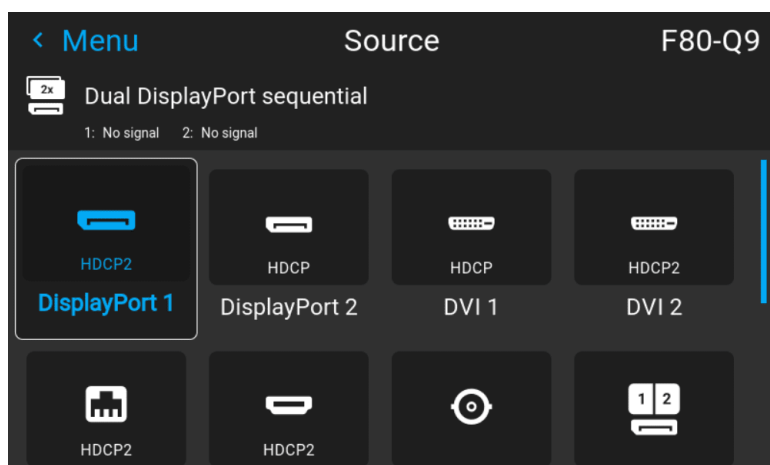 < Menu Source F80-Q9
2x
Dual DisplayPort sequential
1: No signal 2: No signal
HDCP2 HDCP HDCP HDCP2
DisplayPort 1 DisplayPort 2 DVI 1 DVI 2
1 2
HDCP2 HDCP2